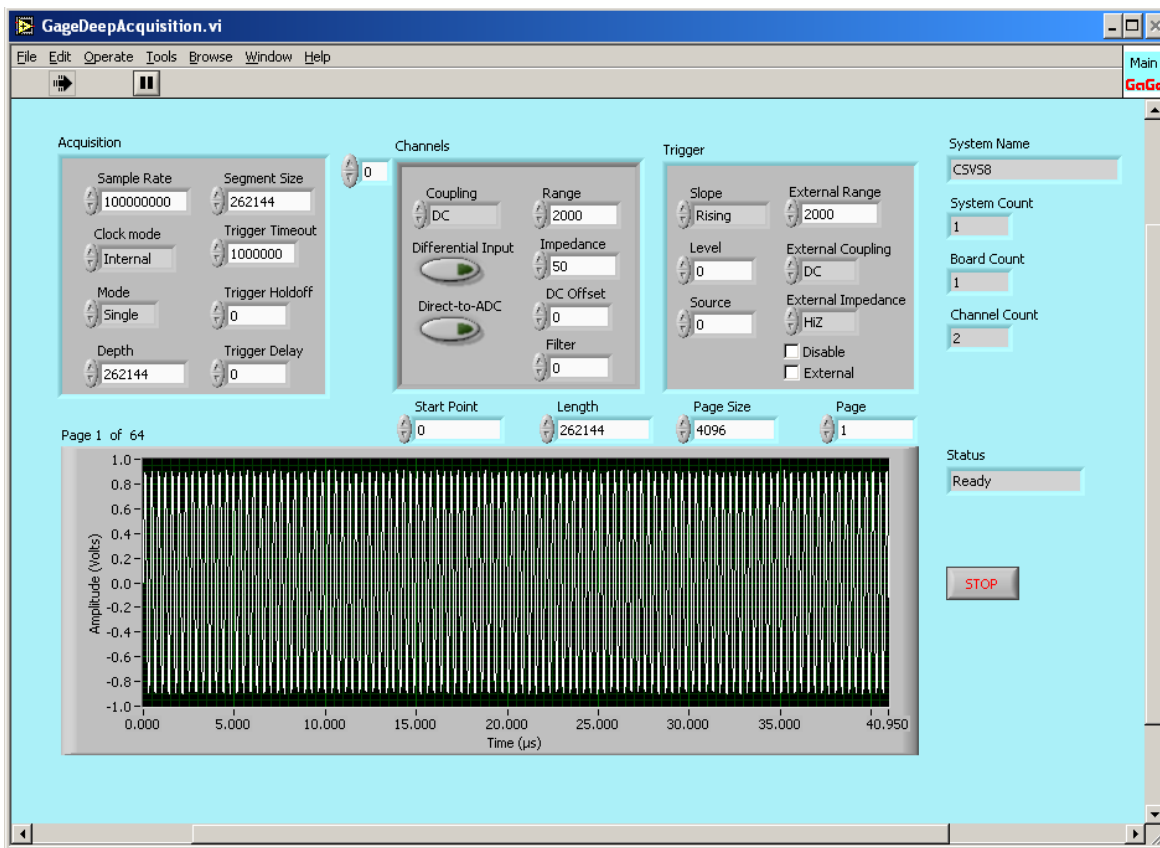 GageDeepAcquisition.vi
File Edit Operate Tools Browse Window Help
Main
GaGe
Acquisition
Sample Rate
100000000
Segment Size
262144
Clock mode
Internal
Trigger Timeout
1000000
Mode
Single
Trigger Holdoff
0
Depth
262144
Trigger Delay
0
0
Channels
Coupling
DC
Range
2000
Differential Input
Impedance
50
Direct-to-ADC
DC Offset
0
Filter
0
Trigger
Slope
Rising
External Range
2000
Level
0
External Coupling
DC
Source
0
External Impedance
HiZ
Disable
External
System Name
CSVS8
System Count
1
Board Count
1
Channel Count
2
Start Point
0
Length
262144
Page Size
4096
Page
1
Page 1 of 64
1.0
0.8
0.6
0.4
0.2
0.0
-0.2
-0.4
-0.6
-0.8
-1.0
Amplitude (Volts)
0.000 5.000 10.000 15.000 20.000 25.000 30.000 35.000 40.950
Time (µs)
Status
Ready
STOP